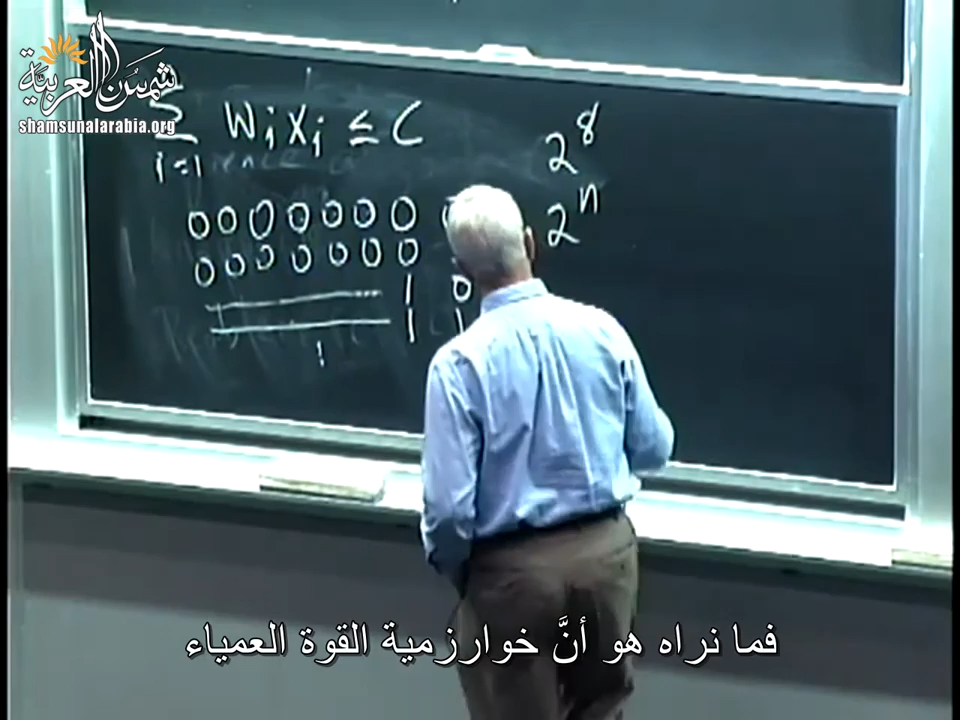 شمس العربية
shamsunalarabia.org
Σ WiXi ≤ C
i=1
2^8
2^n
0 0 0 0 0 0 0
0 0 0 0 0 0 0
1 0
1 1
فما نراه هو أنَّ خوارزمية القوة العمياء